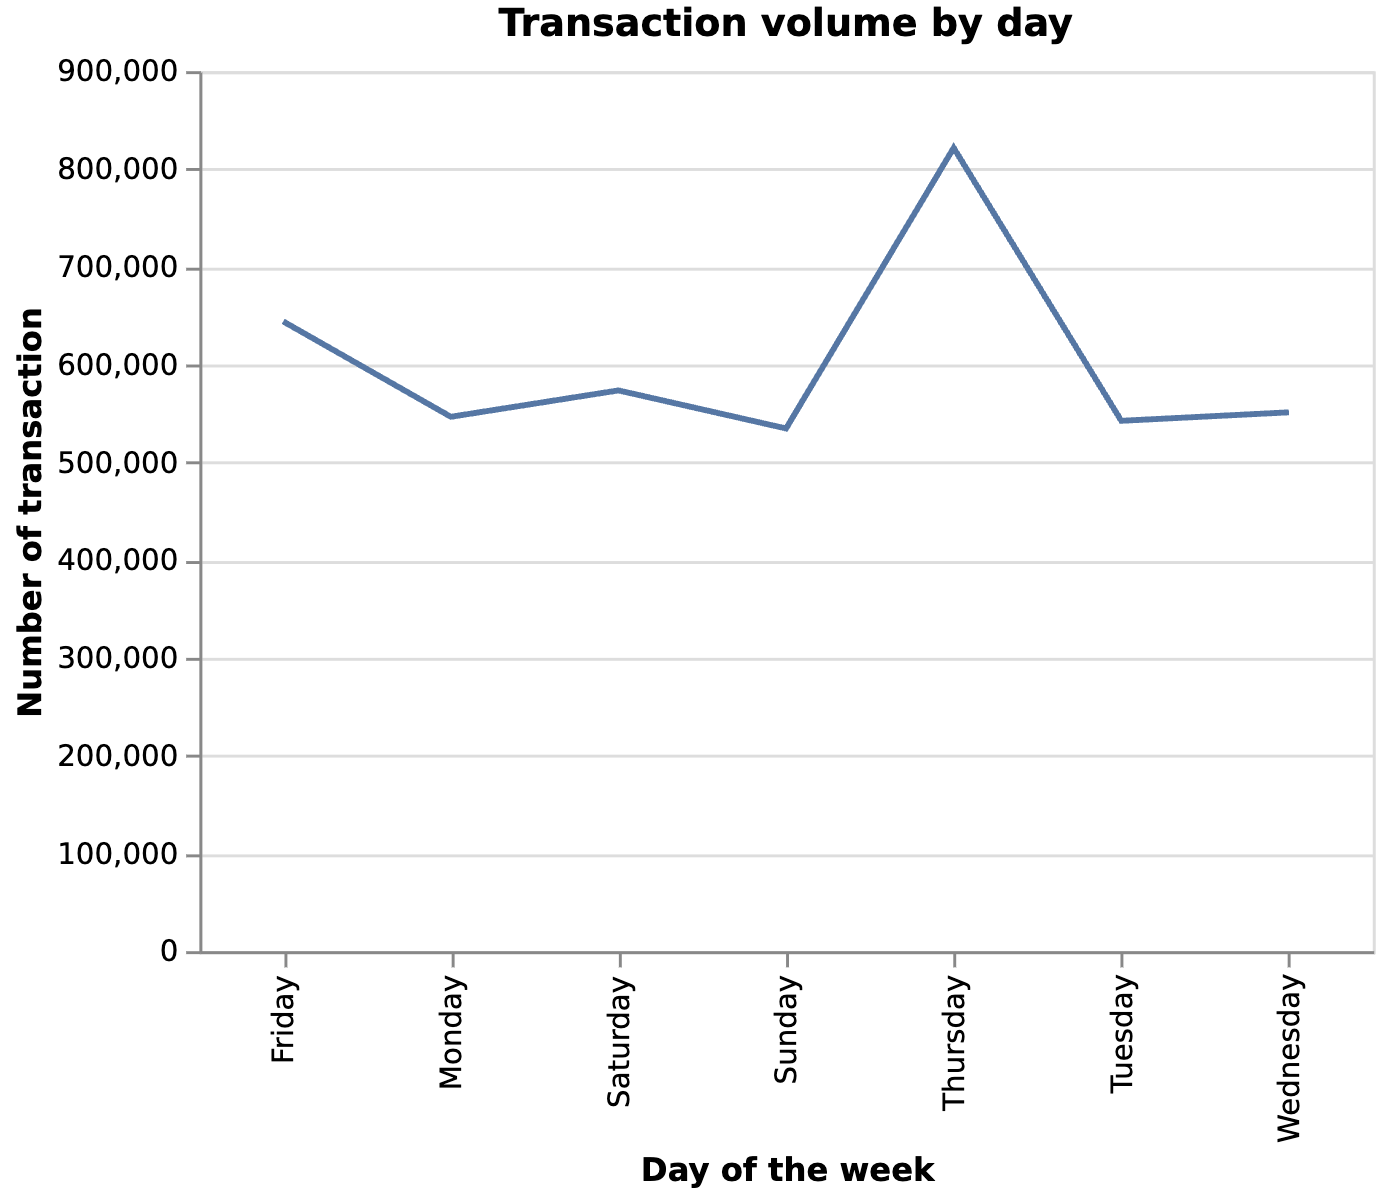 Transaction volume by day
900,000
800,000
700,000
600,000
500,000
400,000
300,000
200,000
100,000
0
Number of transaction
Friday
Monday
Saturday
Sunday
Thursday
Tuesday
Wednesday
Day of the week